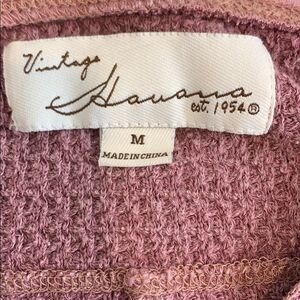 Vintage
Havana
est. 1954®
M
MADE IN CHINA